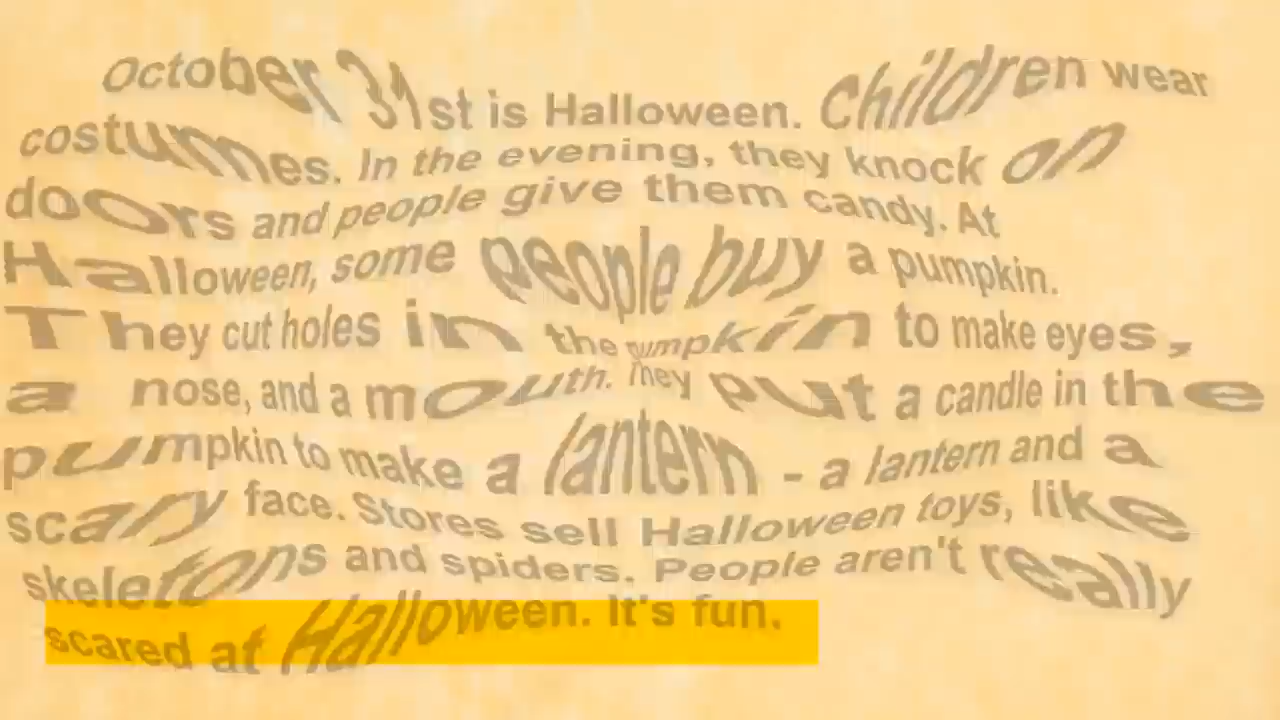 October 31st is Halloween. Children wear
costumes. In the evening, they knock on
doors and people give them candy. At
Halloween, some people buy a pumpkin.
They cut holes in the pumpkin to make eyes,
a nose, and a mouth. They put a candle in the
pumpkin to make a lantern - a lantern and a
scary face. Stores sell Halloween toys, like
skeletons and spiders. People aren't really
scared at Halloween. It's fun.